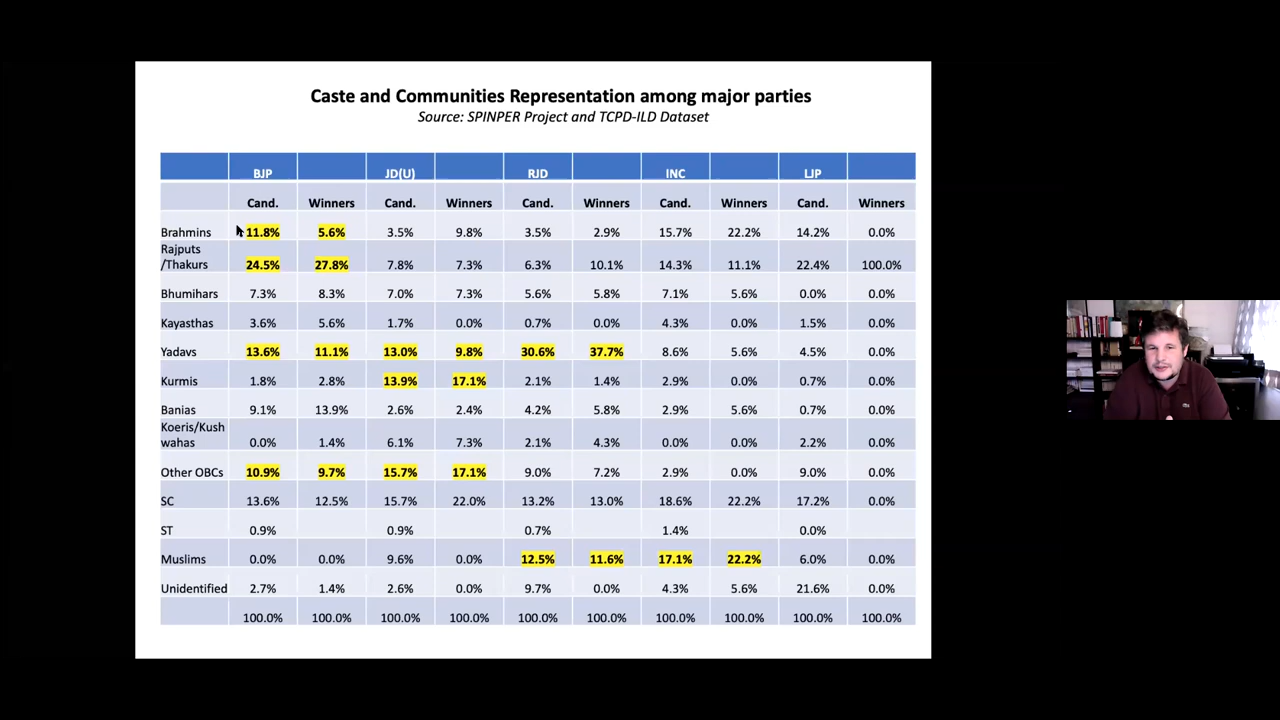 Caste and Communities Representation among major parties
Source: SPINPER Project and TCPD-ILD Dataset
BJP JD(U) RJD INC LJP
Cand. Winners Cand. Winners Cand. Winners Cand. Winners Cand. Winners
Brahmins 11.8% 5.6% 3.5% 9.8% 3.5% 2.9% 15.7% 22.2% 14.2% 0.0%
Rajputs
/Thakurs 24.5% 27.8% 7.8% 7.3% 6.3% 10.1% 14.3% 11.1% 22.4% 100.0%
Bhumihars 7.3% 8.3% 7.0% 7.3% 5.6% 5.8% 7.1% 5.6% 0.0% 0.0%
Kayasthas 3.6% 5.6% 1.7% 0.0% 0.7% 0.0% 4.3% 0.0% 1.5% 0.0%
Yadavs 13.6% 11.1% 13.0% 9.8% 30.6% 37.7% 8.6% 5.6% 4.5% 0.0%
Kurmis 1.8% 2.8% 13.9% 17.1% 2.1% 1.4% 2.9% 0.0% 0.7% 0.0%
Banias 9.1% 13.9% 2.6% 2.4% 4.2% 5.8% 2.9% 5.6% 0.7% 0.0%
Koeris/Kush
wahas 0.0% 1.4% 6.1% 7.3% 2.1% 4.3% 0.0% 0.0% 2.2% 0.0%
Other OBCs 10.9% 9.7% 15.7% 17.1% 9.0% 7.2% 2.9% 0.0% 9.0% 0.0%
SC 13.6% 12.5% 15.7% 22.0% 13.2% 13.0% 18.6% 22.2% 17.2% 0.0%
ST 0.9% 0.9% 0.7% 1.4% 0.0%
Muslims 0.0% 0.0% 9.6% 0.0% 12.5% 11.6% 17.1% 22.2% 6.0% 0.0%
Unidentified 2.7% 1.4% 2.6% 0.0% 9.7% 0.0% 4.3% 5.6% 21.6% 0.0%
100.0% 100.0% 100.0% 100.0% 100.0% 100.0% 100.0% 100.0% 100.0% 100.0%